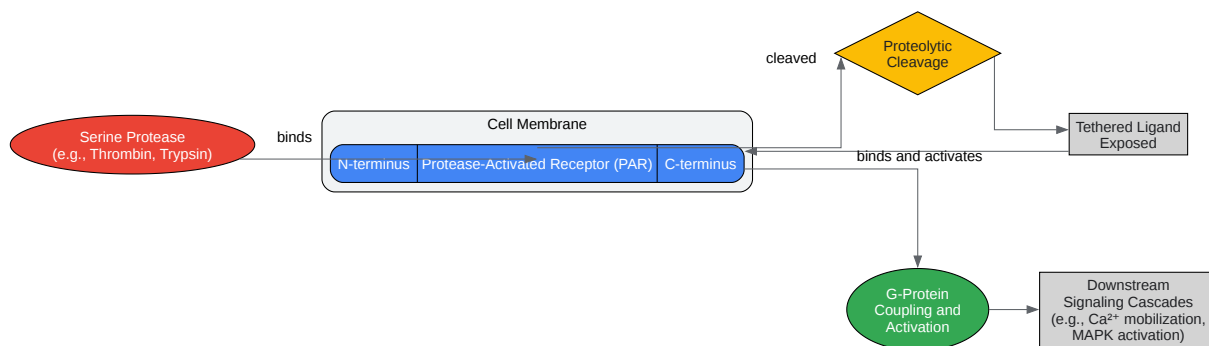 Serine Protease
(e.g., Thrombin, Trypsin)
binds
Cell Membrane
N-terminus
Protease-Activated Receptor (PAR)
C-terminus
cleaved
Proteolytic
Cleavage
Tethered Ligand
Exposed
binds and activates
G-Protein
Coupling and
Activation
Downstream
Signaling Cascades
(e.g., Ca²⁺ mobilization,
MAPK activation)